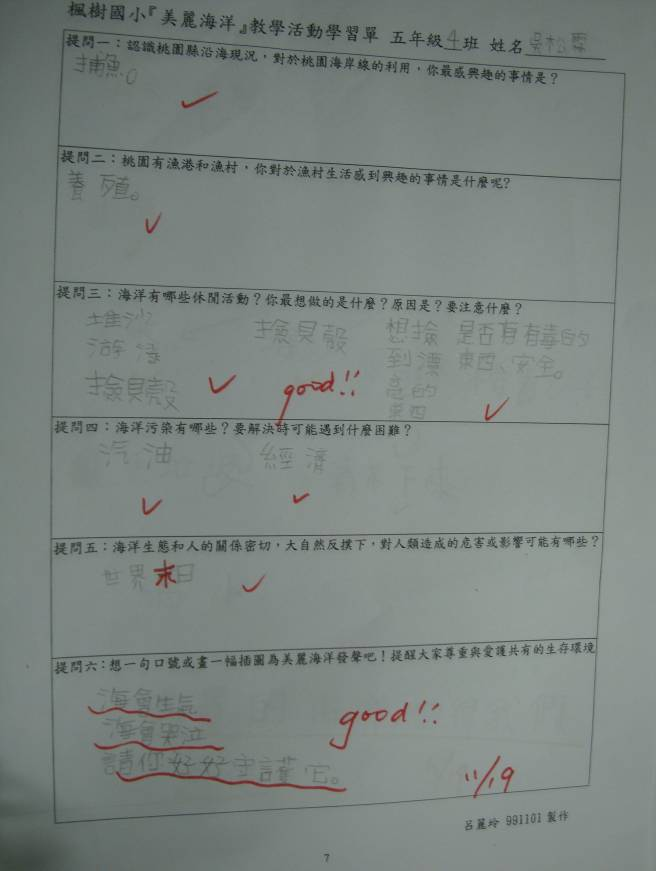 楓樹國小『美麗海洋』教學活動學習單 五年級4班 姓名吳松霖
提問一：認識桃園縣沿海現況，對於桃園海岸線的利用，你最感興趣的事情是？
捕魚。
提問二：桃園有漁港和漁村，你對於漁村生活感到興趣的事情是什麼呢?
養殖。
提問三：海洋有哪些休閒活動？你最想做的是什麼？原因是？要注意什麼？
堆沙 撿貝殼 想撿 是否有有毒的
游泳 到漂 東西、安全。
撿貝殼 good!! 亮的
東西
提問四：海洋污染有哪些？要解決時可能遇到什麼困難？
汽油 經濟
提問五：海洋生態和人的關係密切，大自然反撲下，對人類造成的危害或影響可能有哪些？
世界末日
提問六：想一句口號或畫一幅插圖為美麗海洋發聲吧！提醒大家尊重與愛護共有的生存環境
海會生氣
海會哭泣 good!!
請你好好守護它。
11/19
呂麗玲 991101 製作
7